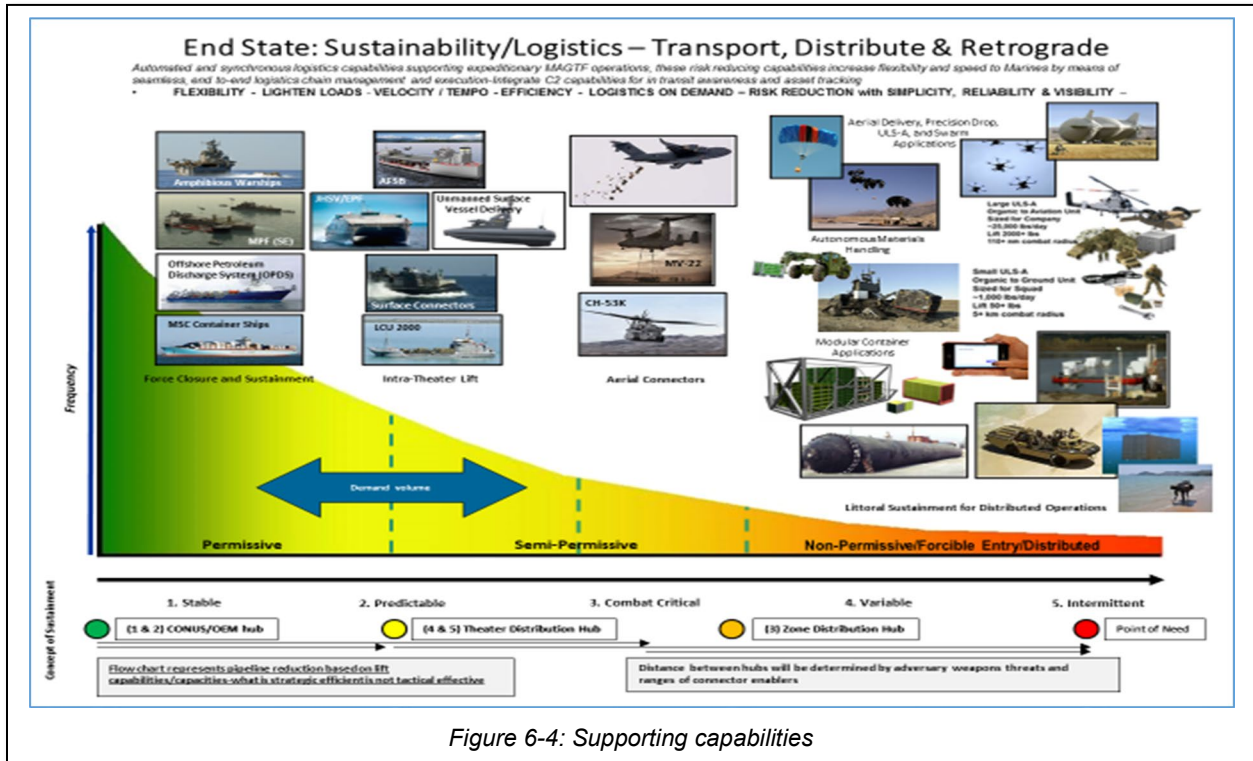 End State: Sustainability/Logistics – Transport, Distribute & Retrograde
Automated and synchronous logistics capabilities supporting expeditionary MAGTF operations, these risk reducing capabilities increase flexibility and speed to Marines by means of
seamless, end to-end logistics chain management and execution-Integrate C2 capabilities for in transit awareness and asset tracking
• FLEXIBILITY - LIGHTEN LOADS - VELOCITY / TEMPO - EFFICIENCY - LOGISTICS ON DEMAND – RISK REDUCTION with SIMPLICITY, RELIABILITY & VISIBILITY –
Amphibious Warships
MPF (SE)
Offshore Petroleum
Discharge System (OPDS)
MSC Container Ships
Force Closure and Sustainment
AFSB
JHSV/EPF
Unmanned Surface
Vessel Delivery
Surface Connectors
LCU 2000
Intra-Theater Lift
MV-22
CH-53K
Aerial Connectors
Aerial Delivery, Precision Drop,
ULS-A, and Swarm
Applications
Autonomous Materials
Handling
Large ULS-A
Organic to Aviation Unit
Sized for Company
~25,000 lbs/day
Lift 2000+ lbs
110+ nm combat radius
Small ULS-A
Organic to Ground Unit
Sized for Squad
~1,000 lbs/day
Lift 50+ lbs
5+ km combat radius
Modular Container
Applications
Littoral Sustainment for Distributed Operations
Frequency
Demand volume
Permissive
Semi-Permissive
Non-Permissive/Forcible Entry/Distributed
Concept of Sustainment
1. Stable
2. Predictable
3. Combat Critical
4. Variable
5. Intermittent
(1 & 2) CONUS/OEM hub
(4 & 5) Theater Distribution Hub
(3) Zone Distribution Hub
Point of Need
Flow chart represents pipeline reduction based on lift
capabilities/capacities-what is strategic efficient is not tactical effective
Distance between hubs will be determined by adversary weapons threats and
ranges of connector enablers
Figure 6-4: Supporting capabilities